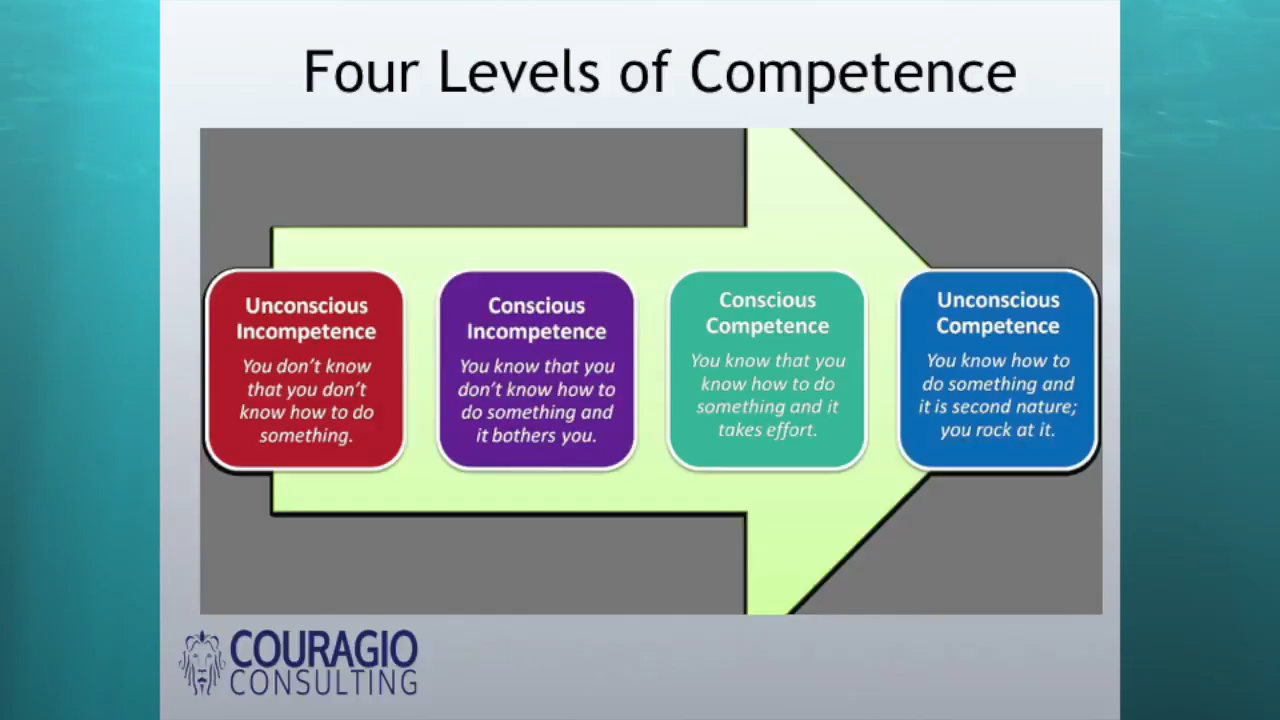 Four Levels of Competence
Unconscious
Incompetence
You don't know
that you don't
know how to do
something.
Conscious
Incompetence
You know that you
don't know how to
do something and
it bothers you.
Conscious
Competence
You know that you
know how to do
something and it
takes effort.
Unconscious
Competence
You know how to
do something and
it is second nature;
you rock at it.
COURAGIO
CONSULTING